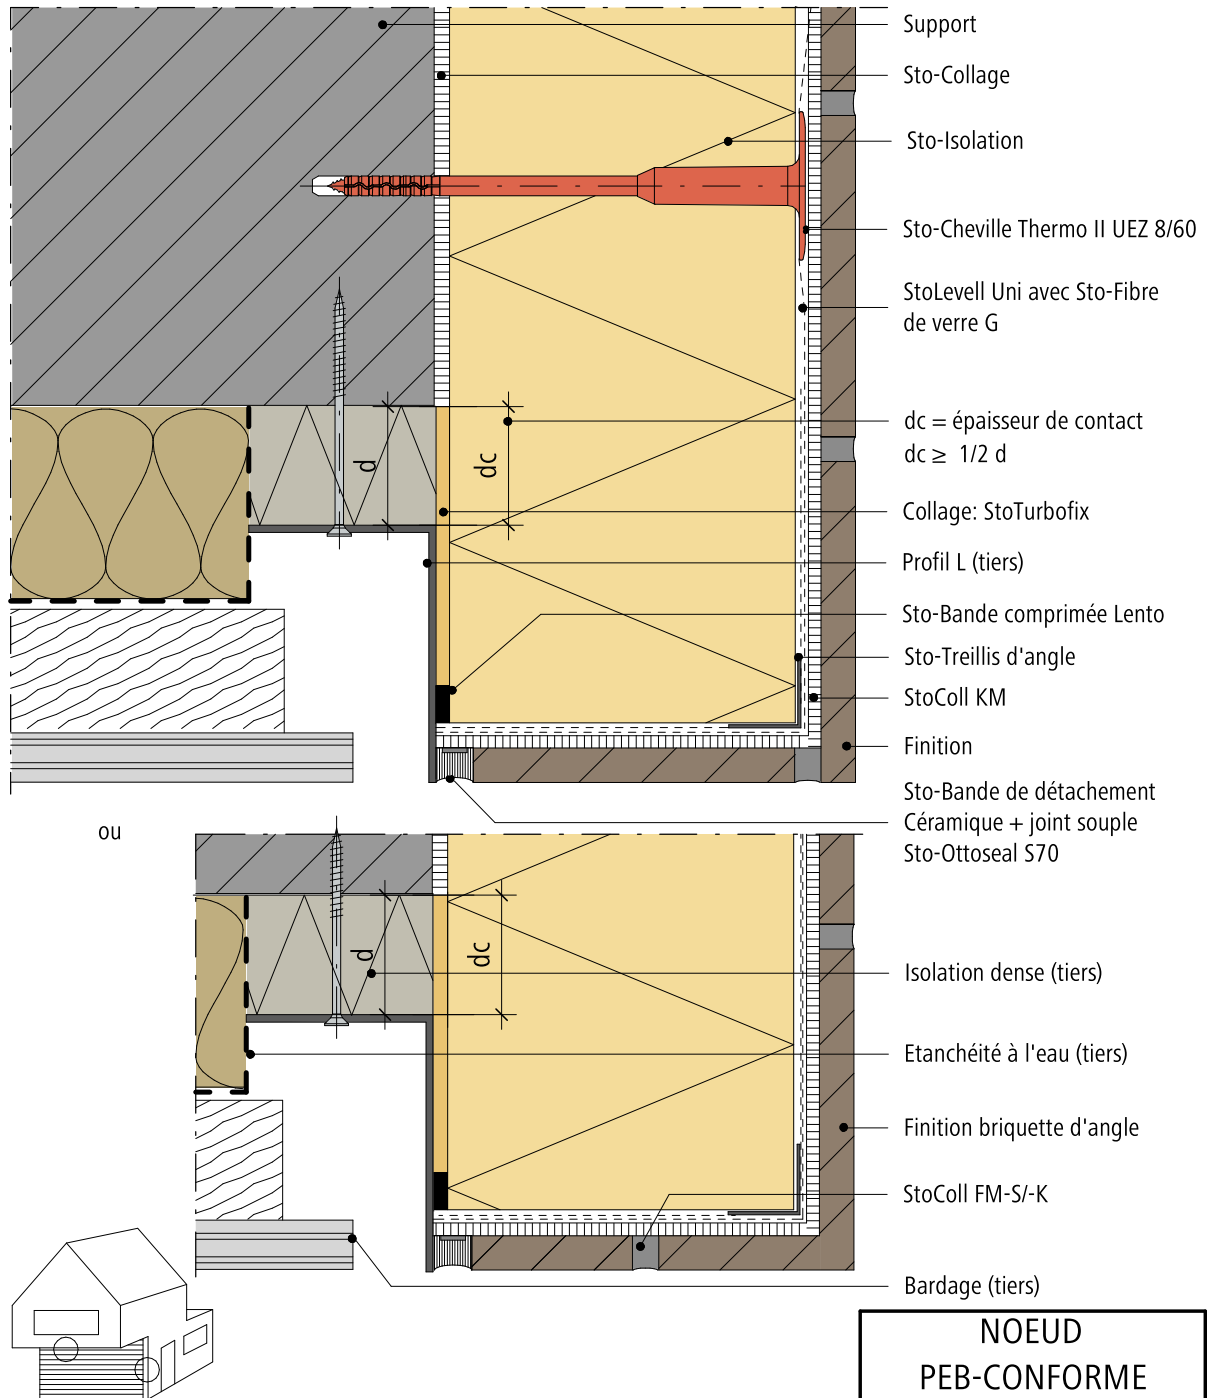 Support
Sto-Collage
Sto-Isolation
Sto-Cheville Thermo II UEZ 8/60
StoLevell Uni avec Sto-Fibre
de verre G
d
dc
dc = épaisseur de contact
dc ≥ 1/2 d
Collage: StoTurbofix
Profil L (tiers)
Sto-Bande comprimée Lento
Sto-Treillis d'angle
StoColl KM
Finition
Sto-Bande de détachement
Céramique + joint souple
Sto-Ottoseal S70
ou
d
dc
Isolation dense (tiers)
Etanchéité à l'eau (tiers)
Finition briquette d'angle
StoColl FM-S/-K
Bardage (tiers)
NOEUD
PEB-CONFORME